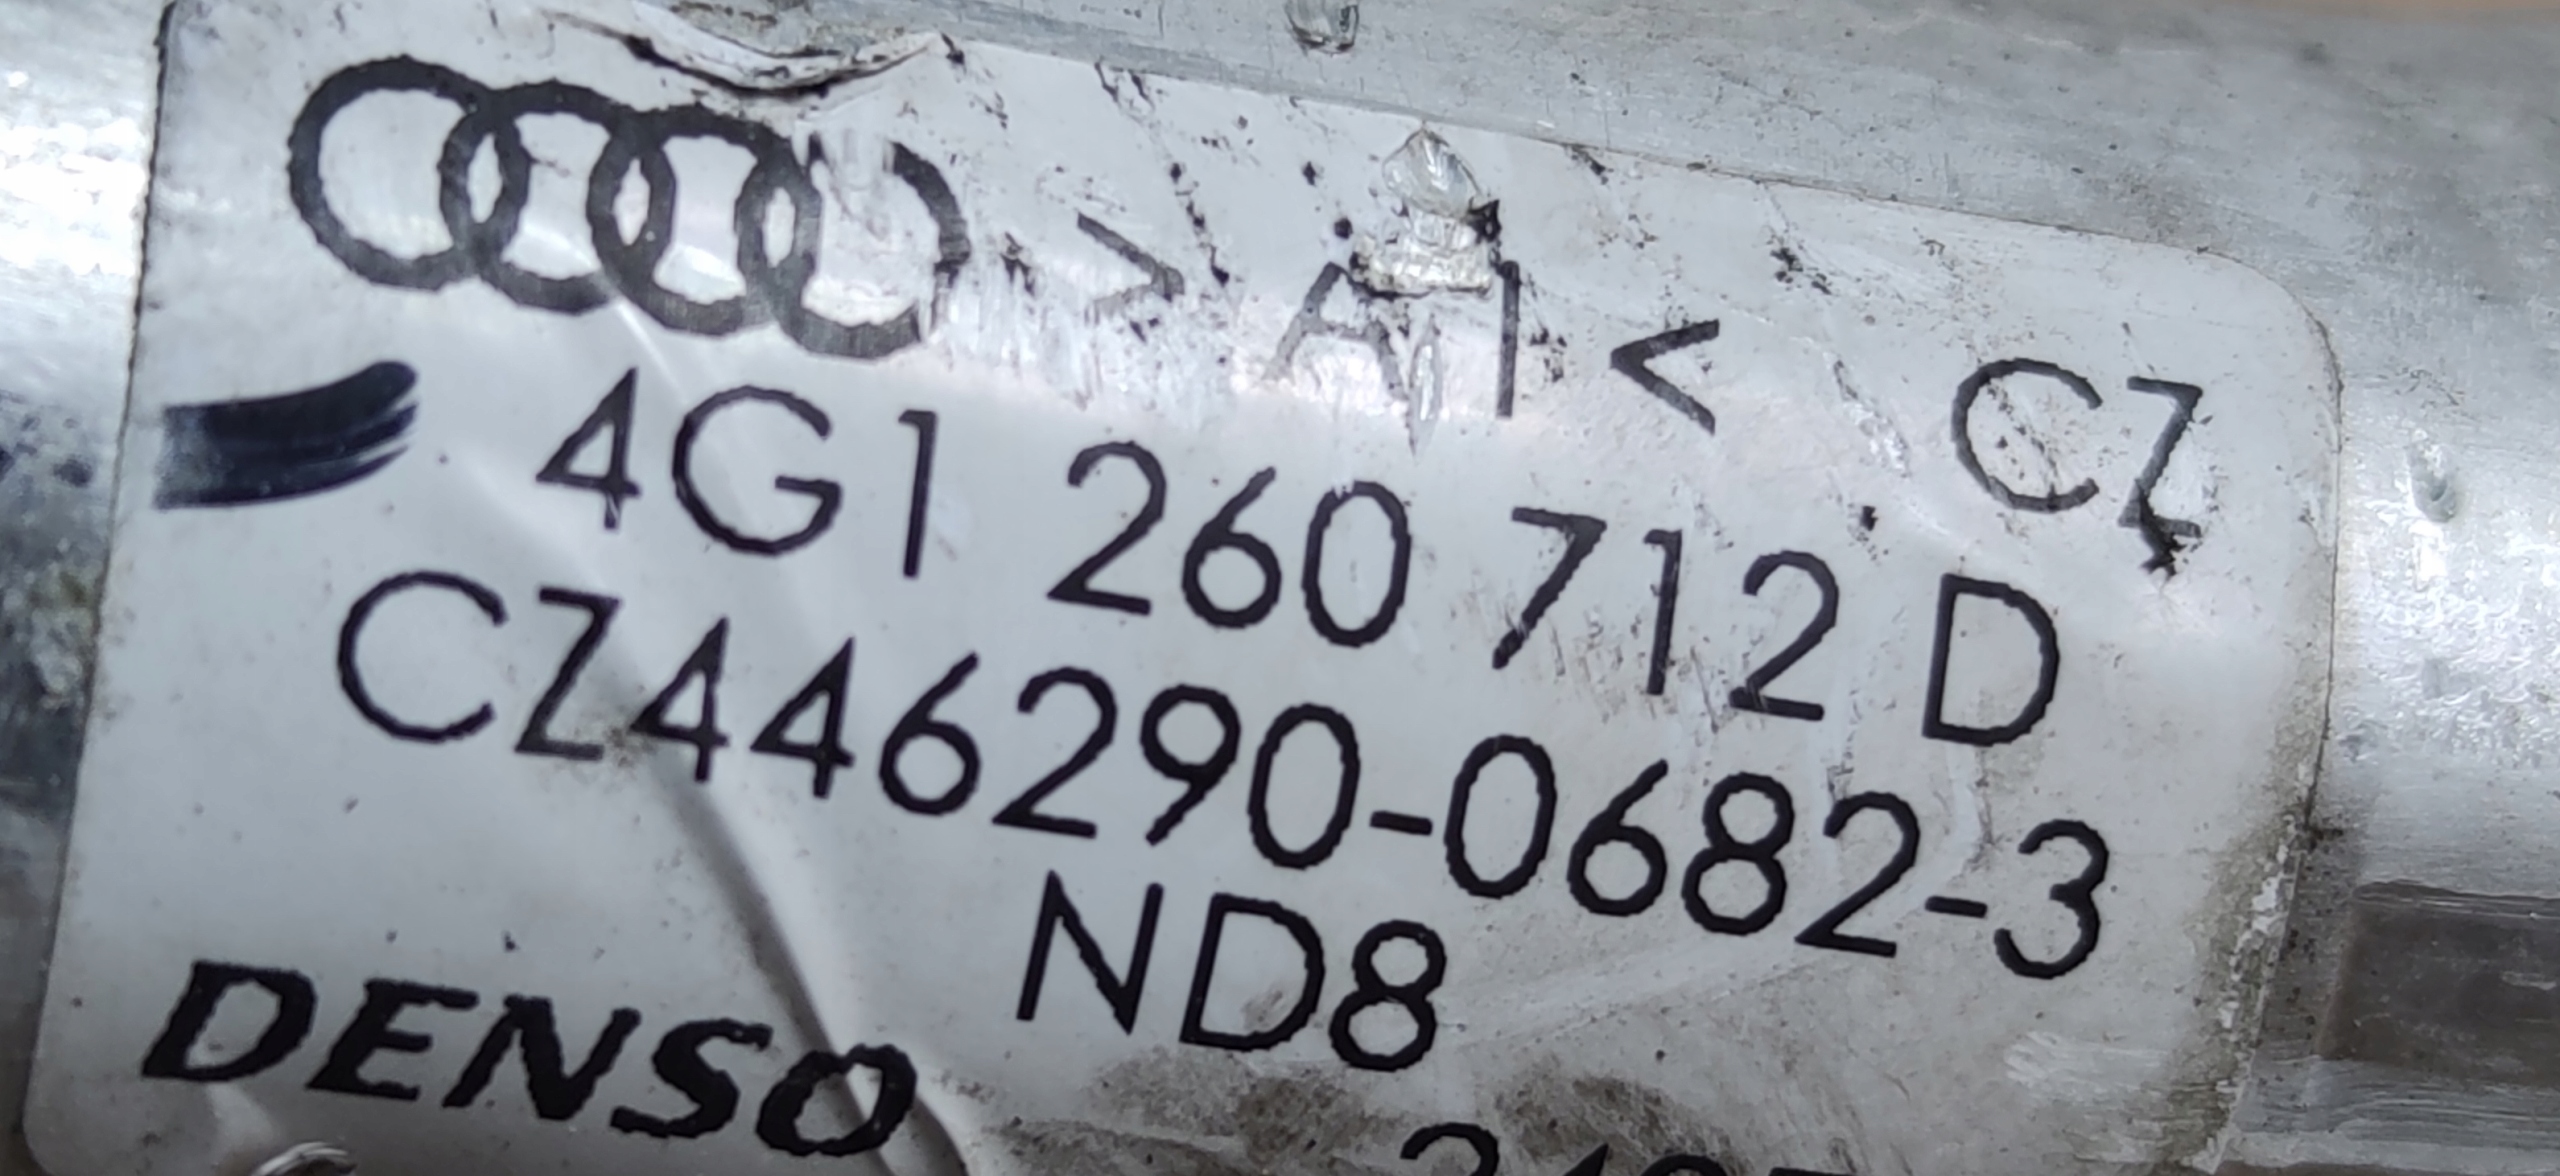 >Al< CZ
4G1 260 712 D
CZ446290-0682-3
ND8
DENSO